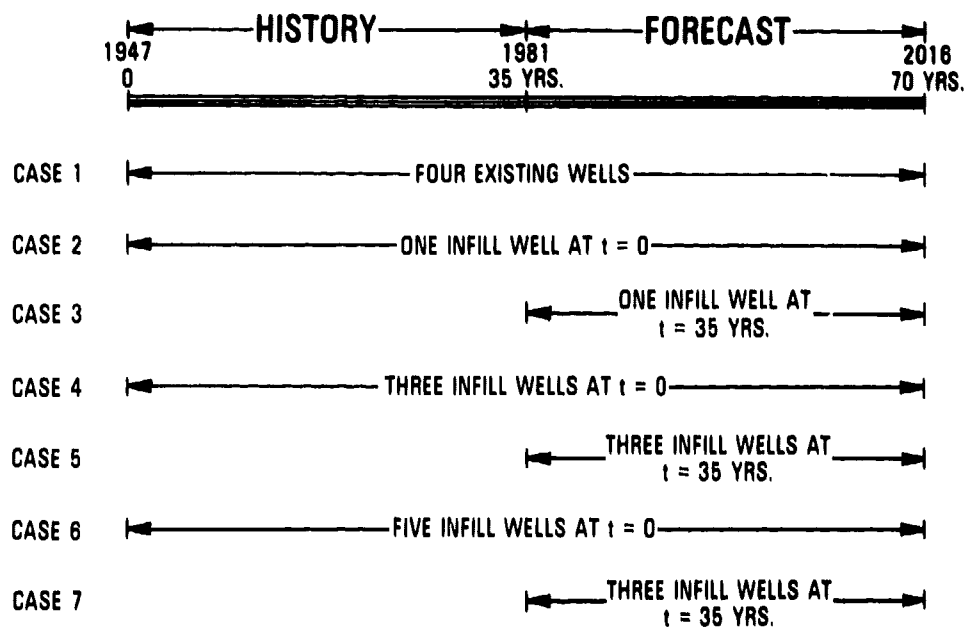 HISTORY FORECAST
1947 1981 2016
0 35 YRS. 70 YRS.
CASE 1 FOUR EXISTING WELLS
CASE 2 ONE INFILL WELL AT t = 0
CASE 3 ONE INFILL WELL AT
t = 35 YRS.
CASE 4 THREE INFILL WELLS AT t = 0
CASE 5 THREE INFILL WELLS AT
t = 35 YRS.
CASE 6 FIVE INFILL WELLS AT t = 0
CASE 7 THREE INFILL WELLS AT
t = 35 YRS.